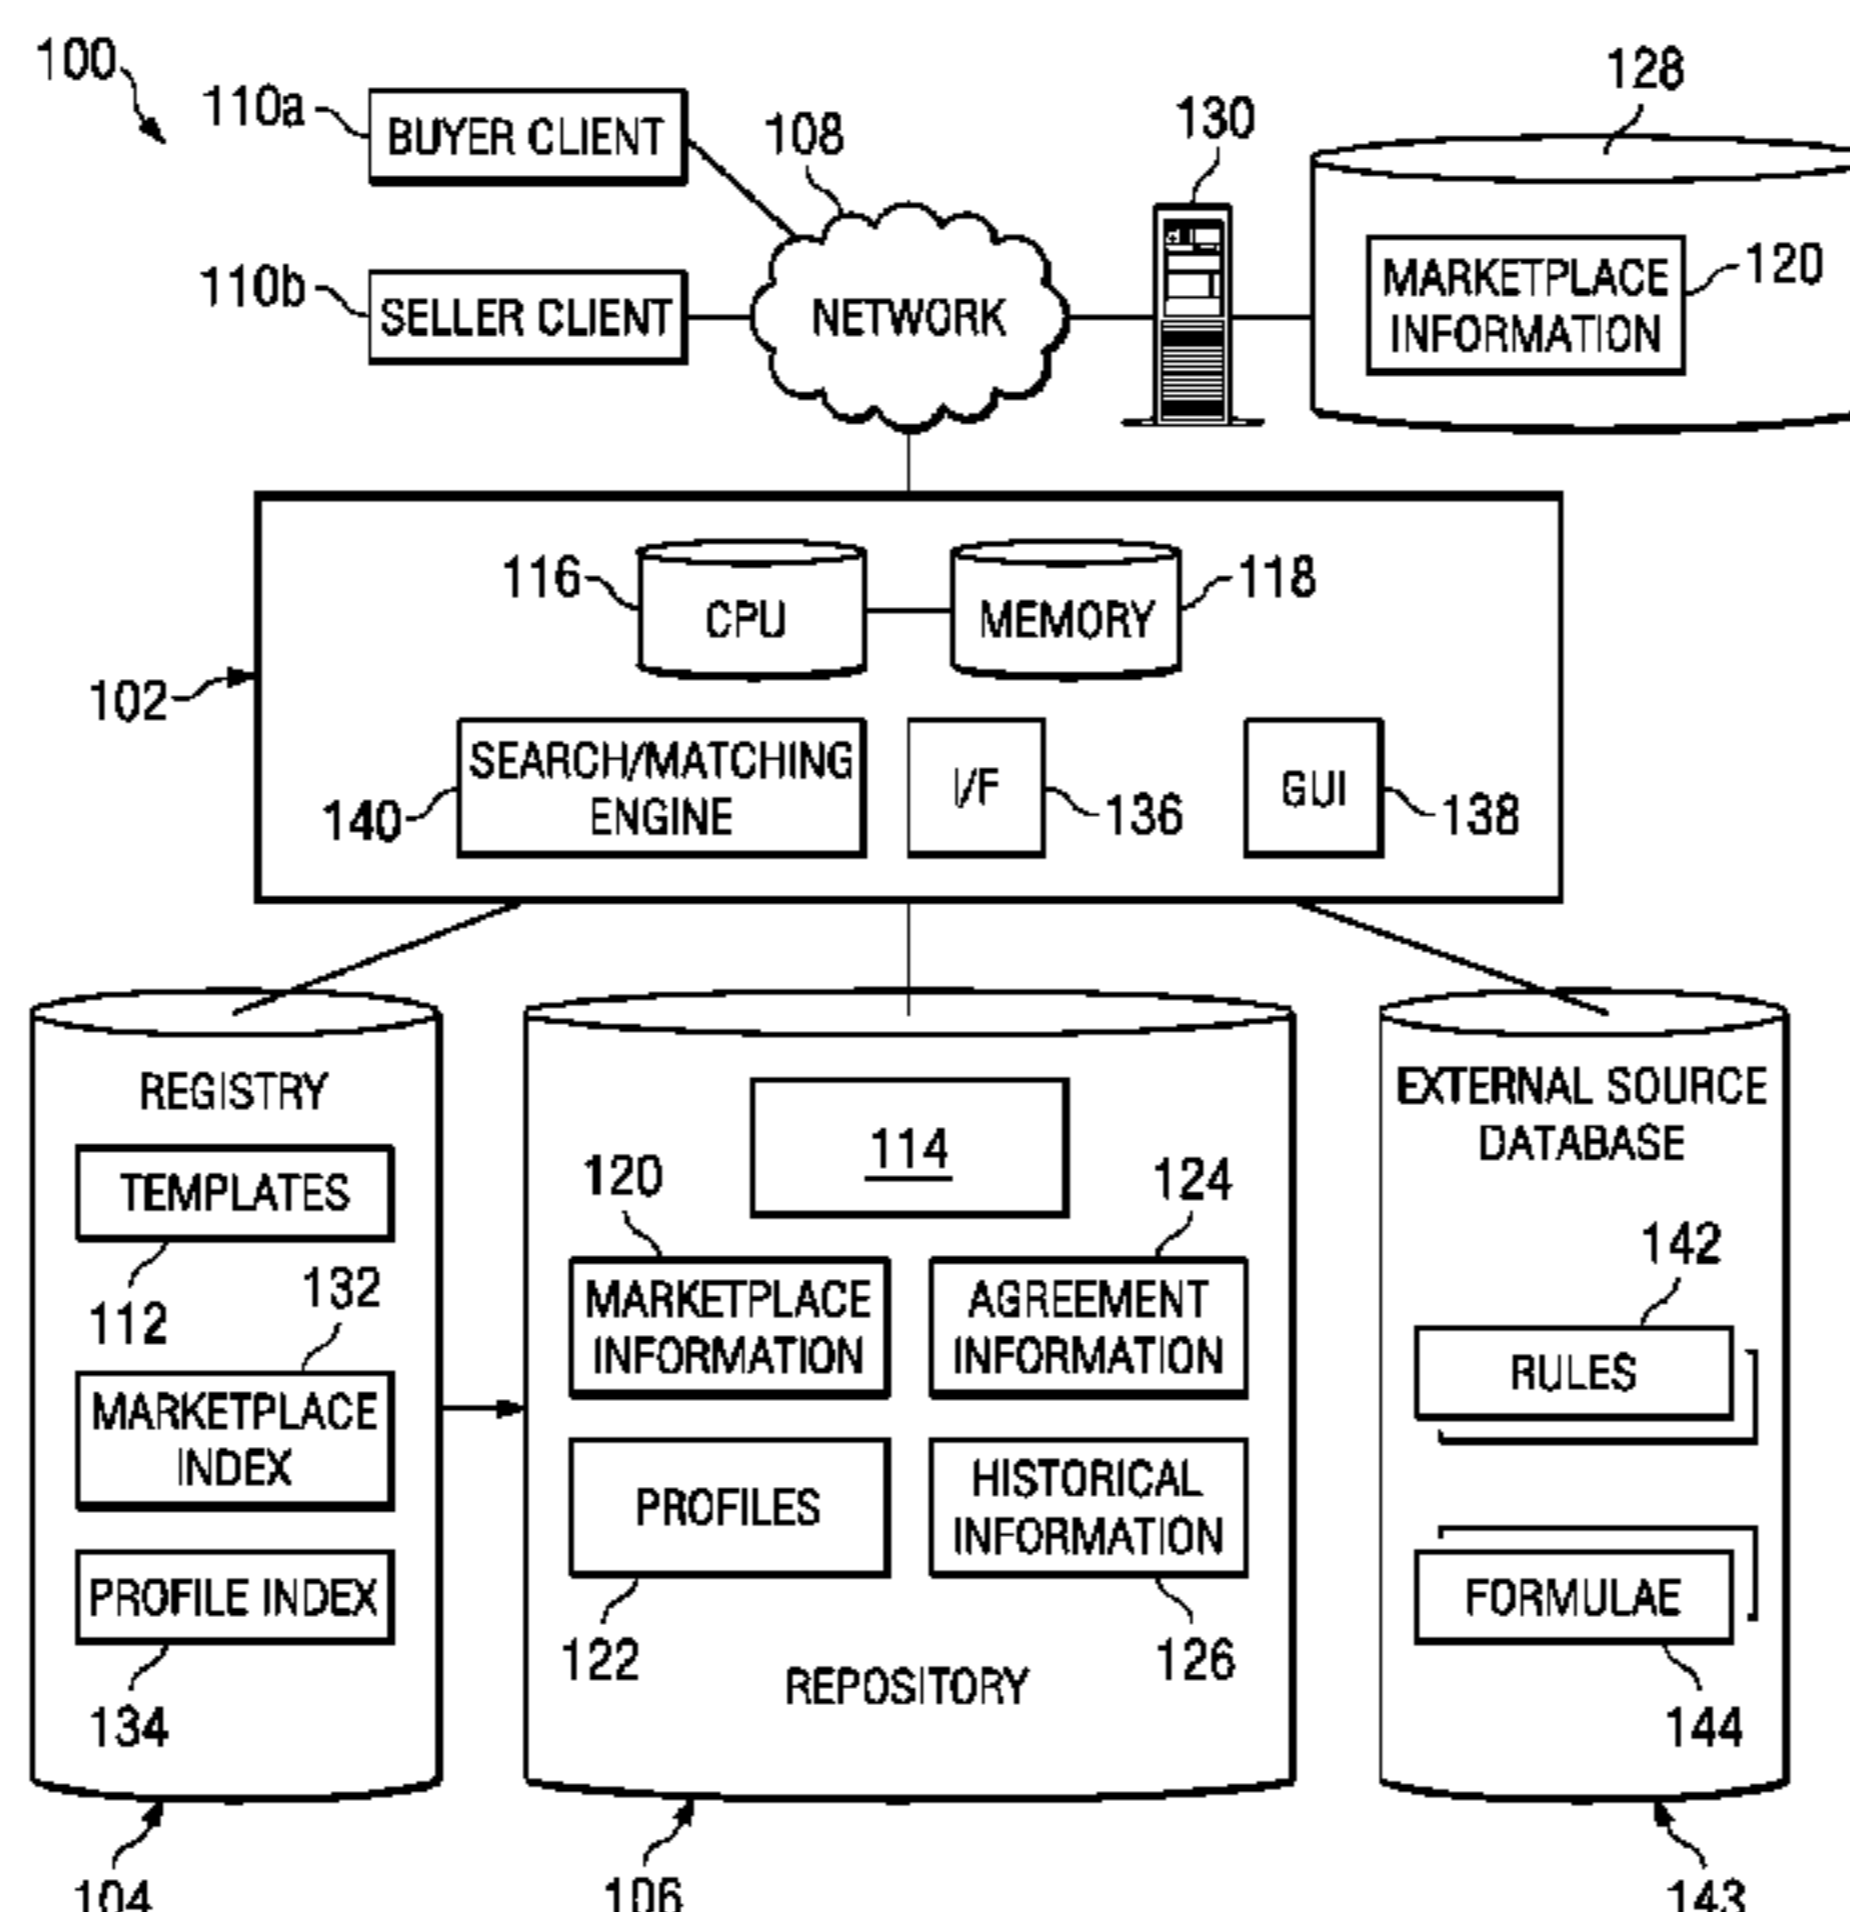 100
110a
BUYER CLIENT
108
130
128
110b
SELLER CLIENT
NETWORK
MARKETPLACE
INFORMATION
120
116
CPU
MEMORY
118
102
SEARCH/MATCHING
ENGINE
140
I/F
136
GUI
138
REGISTRY
TEMPLATES
112
132
MARKETPLACE
INDEX
PROFILE INDEX
134
104
114
120
124
MARKETPLACE
INFORMATION
AGREEMENT
INFORMATION
PROFILES
HISTORICAL
INFORMATION
122
126
REPOSITORY
106
EXTERNAL SOURCE
DATABASE
142
RULES
FORMULAE
144
143